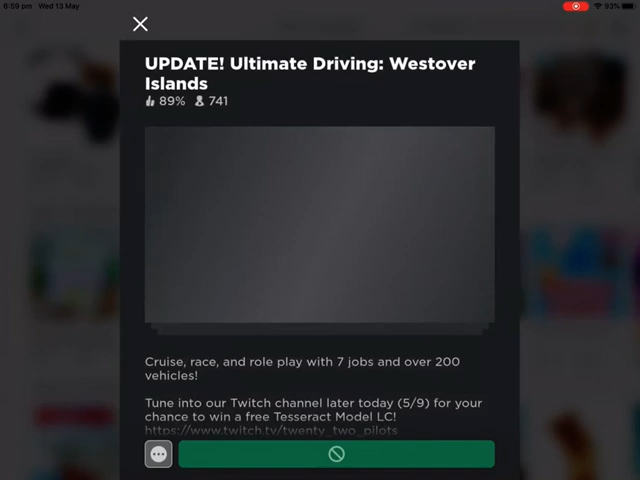 6:59 pm Wed 13 May
93%
UPDATE! Ultimate Driving: Westover
Islands
89% 741
Cruise, race, and role play with 7 jobs and over 200
vehicles!
Tune into our Twitch channel later today (5/9) for your
chance to win a free Tesseract Model LC!
https://www.twitch.tv/twenty_two_pilots